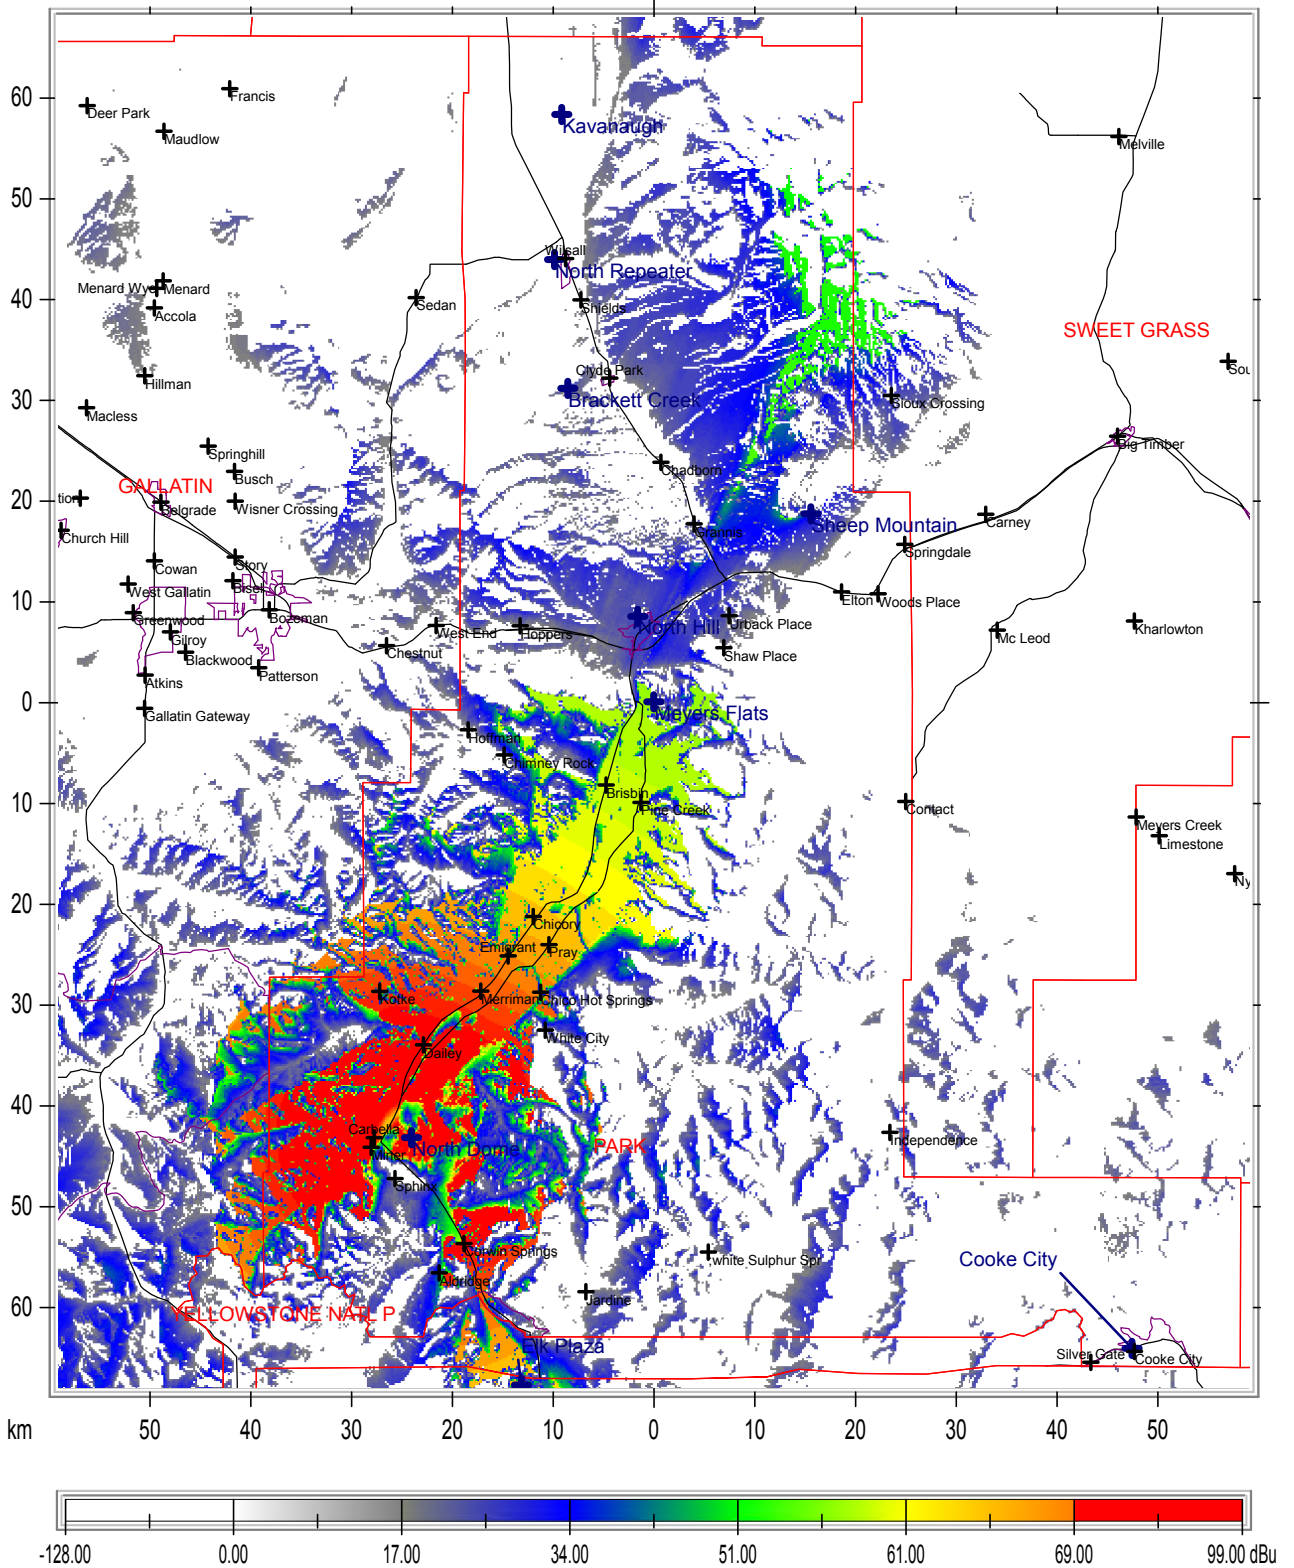 60
50
40
30
20
10
0
10
20
30
40
50
60
Francis
Deer Park
Maudlow
Kavanaugh
Melville
Wilsall
North Repeater
Menard
Accola
Sedan
Shields
SWEET GRASS
Hillman
Clyde Park
Brackett Creek
Sioux Crossing
Macless
Big Timber
Springhill
Busch
Chadborn
GALLATIN
Belgrade
Wisner Crossing
Grannis
Sheep Mountain
Carney
Church Hill
Springdale
Cowan
Story
West Gallatin
Elton
Woods Place
Greenwood
Bozeman
North Hill
Urback Place
Kharlowton
Gilroy
West End
Hoppers
Mc Leod
Blackwood
Chestnut
Shaw Place
Atkins
Patterson
Gallatin Gateway
Meyers Flats
Hoffman
Chimney Rock
Brisbin
Pine Creek
Contact
Meyers Creek
Limestone
Ny
Chicory
Emigrant
Pray
Kotke
Merriman
Chico Hot Springs
White City
Dailey
Carbella
Miner
North Dome
PARK
Independence
Sphinx
Corwin Springs
white Sulphur Spr
Cooke City
Aldridge
Jardine
YELLOWSTONE NATL P
Elk Plaza
Silver Gate
Cooke City
km
50 40 30 20 10 0 10 20 30 40 50
-128.00 0.00 17.00 34.00 51.00 61.00 69.00 99.00 dBu